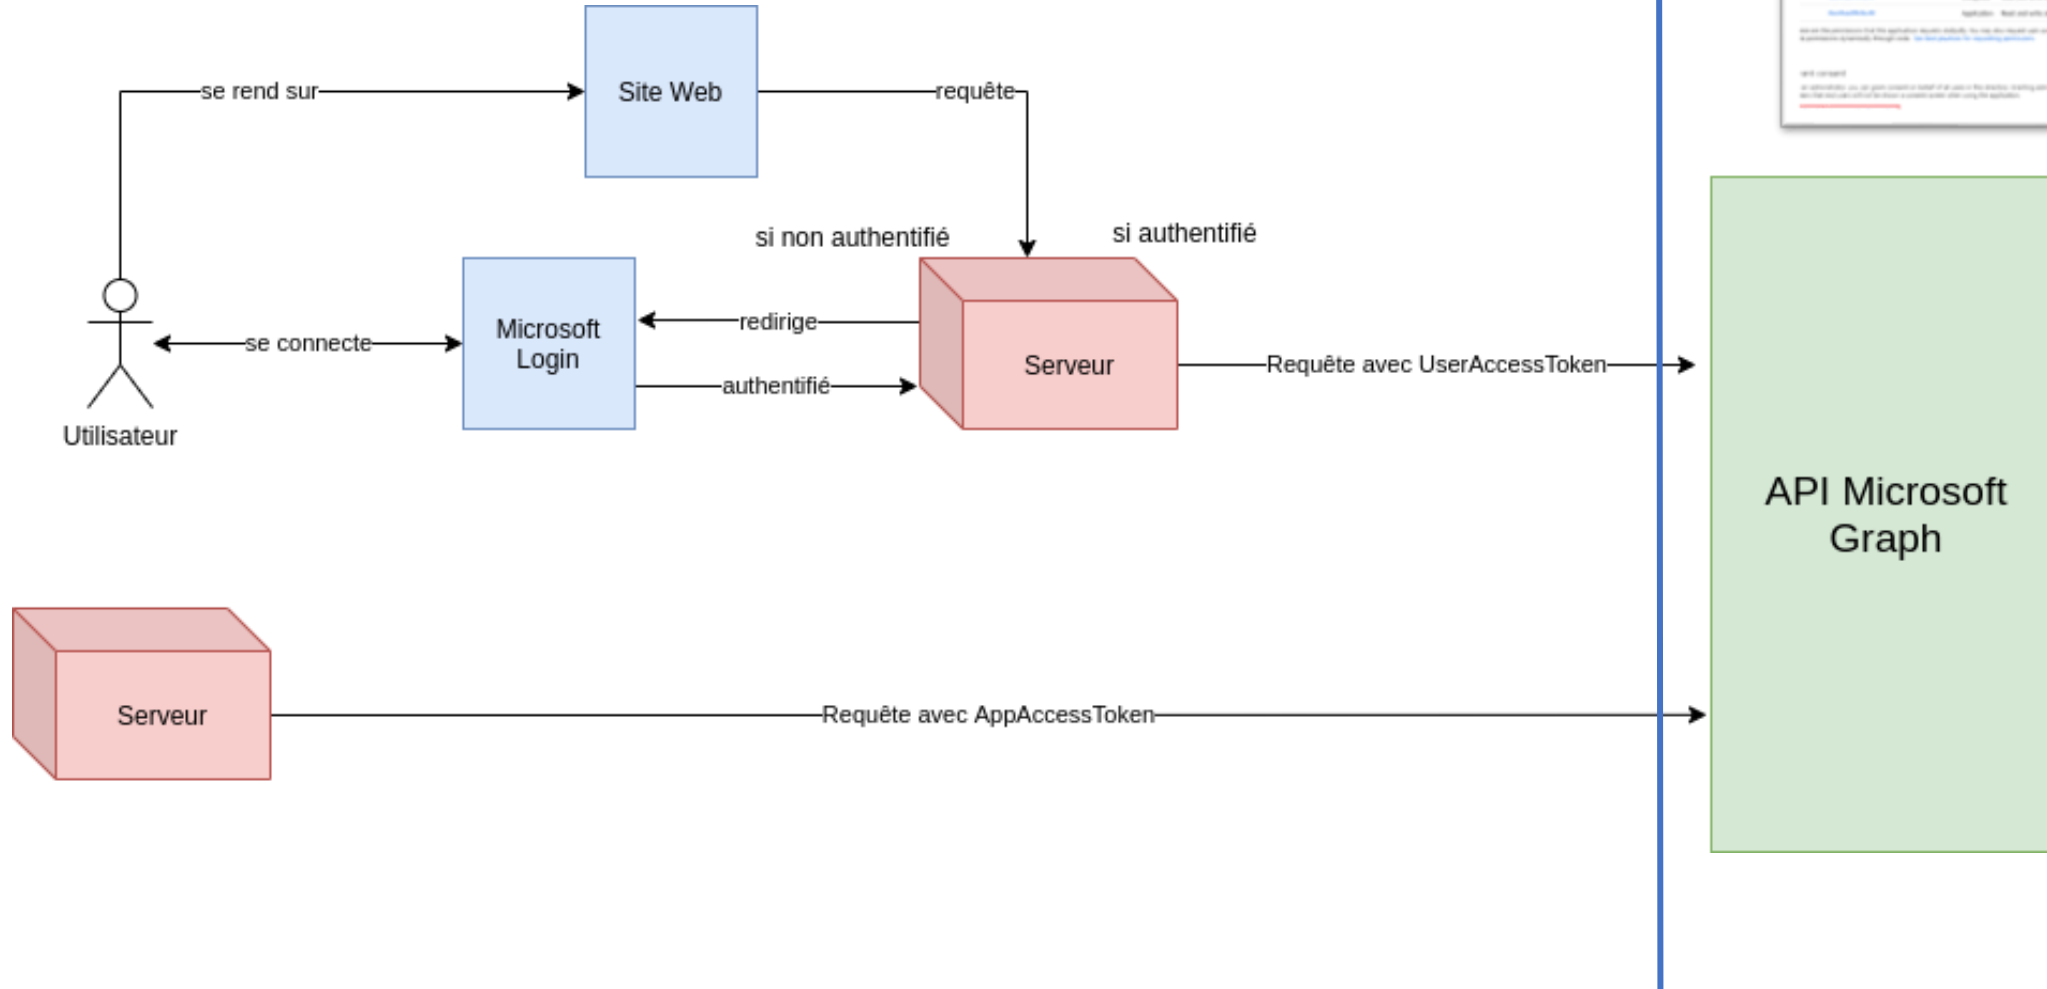 se rend sur
Site Web
requête
si non authentifié
si authentifié
Microsoft
Login
redirige
se connecte
authentifié
Serveur
Requête avec UserAccessToken
Utilisateur
API Microsoft
Graph
Serveur
Requête avec AppAccessToken